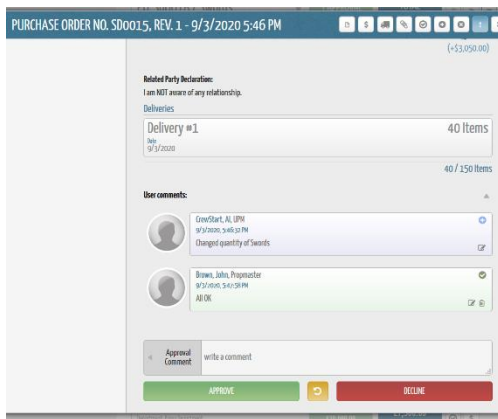 PURCHASE ORDER NO. SD0015, REV. 1 - 9/3/2020 5:46 PM
(+$3,050.00)
Related Party Declaration:
I am NOT aware of any relationship.
Deliveries
Delivery #1 40 Items
Date
9/3/2020
40 / 150 Items
User comments:
CrewStart, Al, UPM
9/3/2020, 5:46:32 PM
Changed quantity of Swords
Brown, John, Propmaster
9/3/2020, 5:47:58 PM
All OK
Approval
Comment
write a comment
APPROVE
DECLINE